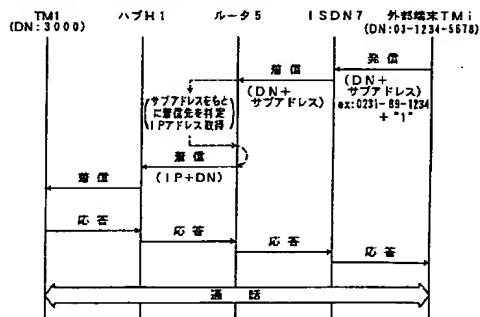 TM1
(DN:3000)
ハブH1
ルータ5
ISDN7
外部端末TMi
(DN:03-1234-5678)
発信
(DN+
サブアドレス)
ex:0231-89-1234
+"1"
着信
(DN+
サブアドレス)
サブアドレスをもと
に着信先を判定
IPアドレス取得
着信
(IP+DN)
着信
応答
応答
応答
応答
通話